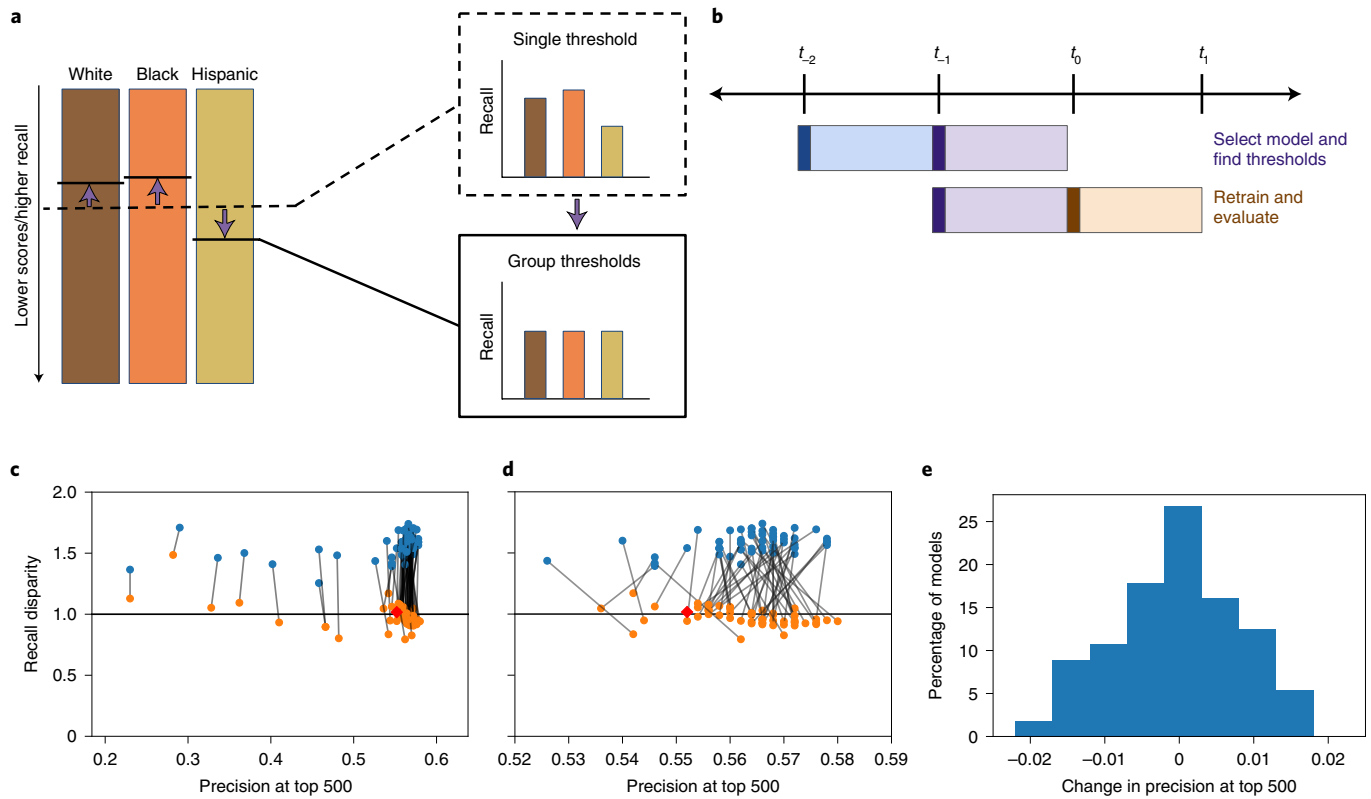 a
White Black Hispanic
Lower scores/higher recall
Single threshold
Recall
Group thresholds
Recall
b
t–2 t–1 t0 t1
Select model and
find thresholds
Retrain and
evaluate
c
Recall disparity
2.0
1.5
1.0
0.5
0
0.2 0.3 0.4 0.5 0.6
Precision at top 500
d
0.52 0.53 0.54 0.55 0.56 0.57 0.58 0.59
Precision at top 500
e
Percentage of models
25
20
15
10
5
0
–0.02 –0.01 0 0.01 0.02
Change in precision at top 500